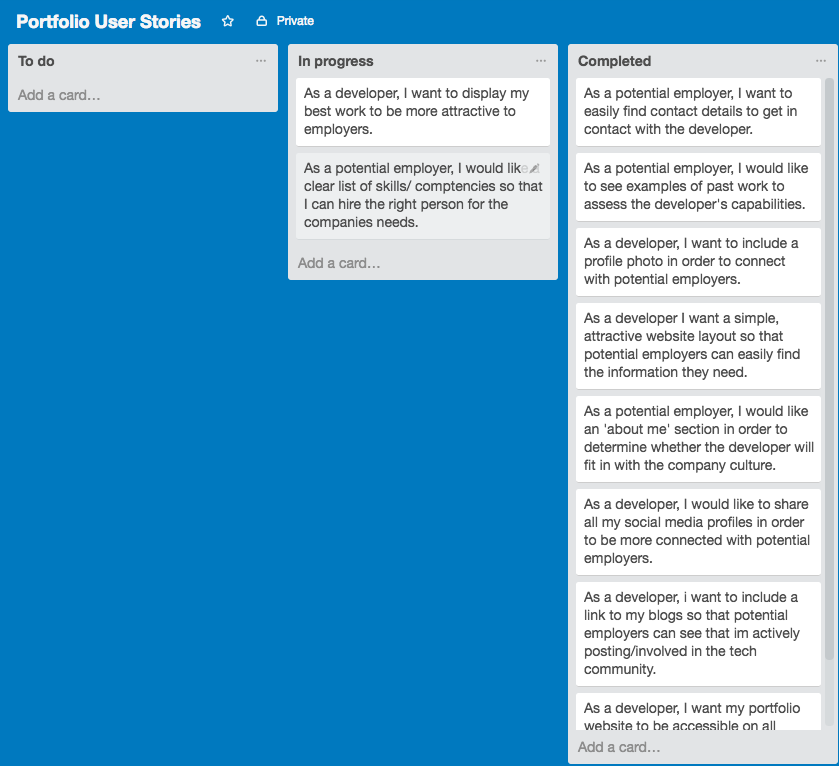 Portfolio User Stories
Private
To do
Add a card…
In progress
As a developer, I want to display my
best work to be more attractive to
employers.
As a potential employer, I would like a
clear list of skills/ comptencies so that
I can hire the right person for the
companies needs.
Add a card…
Completed
As a potential employer, I want to
easily find contact details to get in
contact with the developer.
As a potential employer, I would like
to see examples of past work to
assess the developer's capabilities.
As a developer, I want to include a
profile photo in order to connect
with potential employers.
As a developer I want a simple,
attractive website layout so that
potential employers can easily find
the information they need.
As a potential employer, I would like
an 'about me' section in order to
determine whether the developer will
fit in with the company culture.
As a developer, I would like to share
all my social media profiles in order
to be more connected with potential
employers.
As a developer, i want to include a
link to my blogs so that potential
employers can see that im actively
posting/involved in the tech
community.
As a developer, I want my portfolio
website to be accessible on all
Add a card…